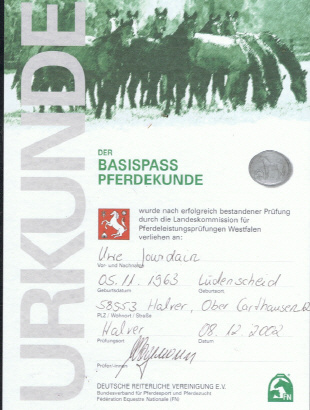 URKUNDE
DER
BASISPASS
PFERDEKUNDE
wurde nach erfolgreich bestandener Prüfung
durch die Landeskommission für
Pferdeleistungsprüfungen Westfalen
verliehen an:
Uwe Jourdain
Vor- und Nachname
05.11.1963 Lüdenscheid
Geburtsdatum Geburtsort
58553 Halver, Ober
PLZ / Wohnort / Straße
Halver 08.12.2002
Prüfungsort Datum
DEUTSCHE REITERLICHE VEREINIGUNG E.V.
Bundesverband für Pferdesport und Pferdezucht
Fédération Equestre Nationale (FN)
FN